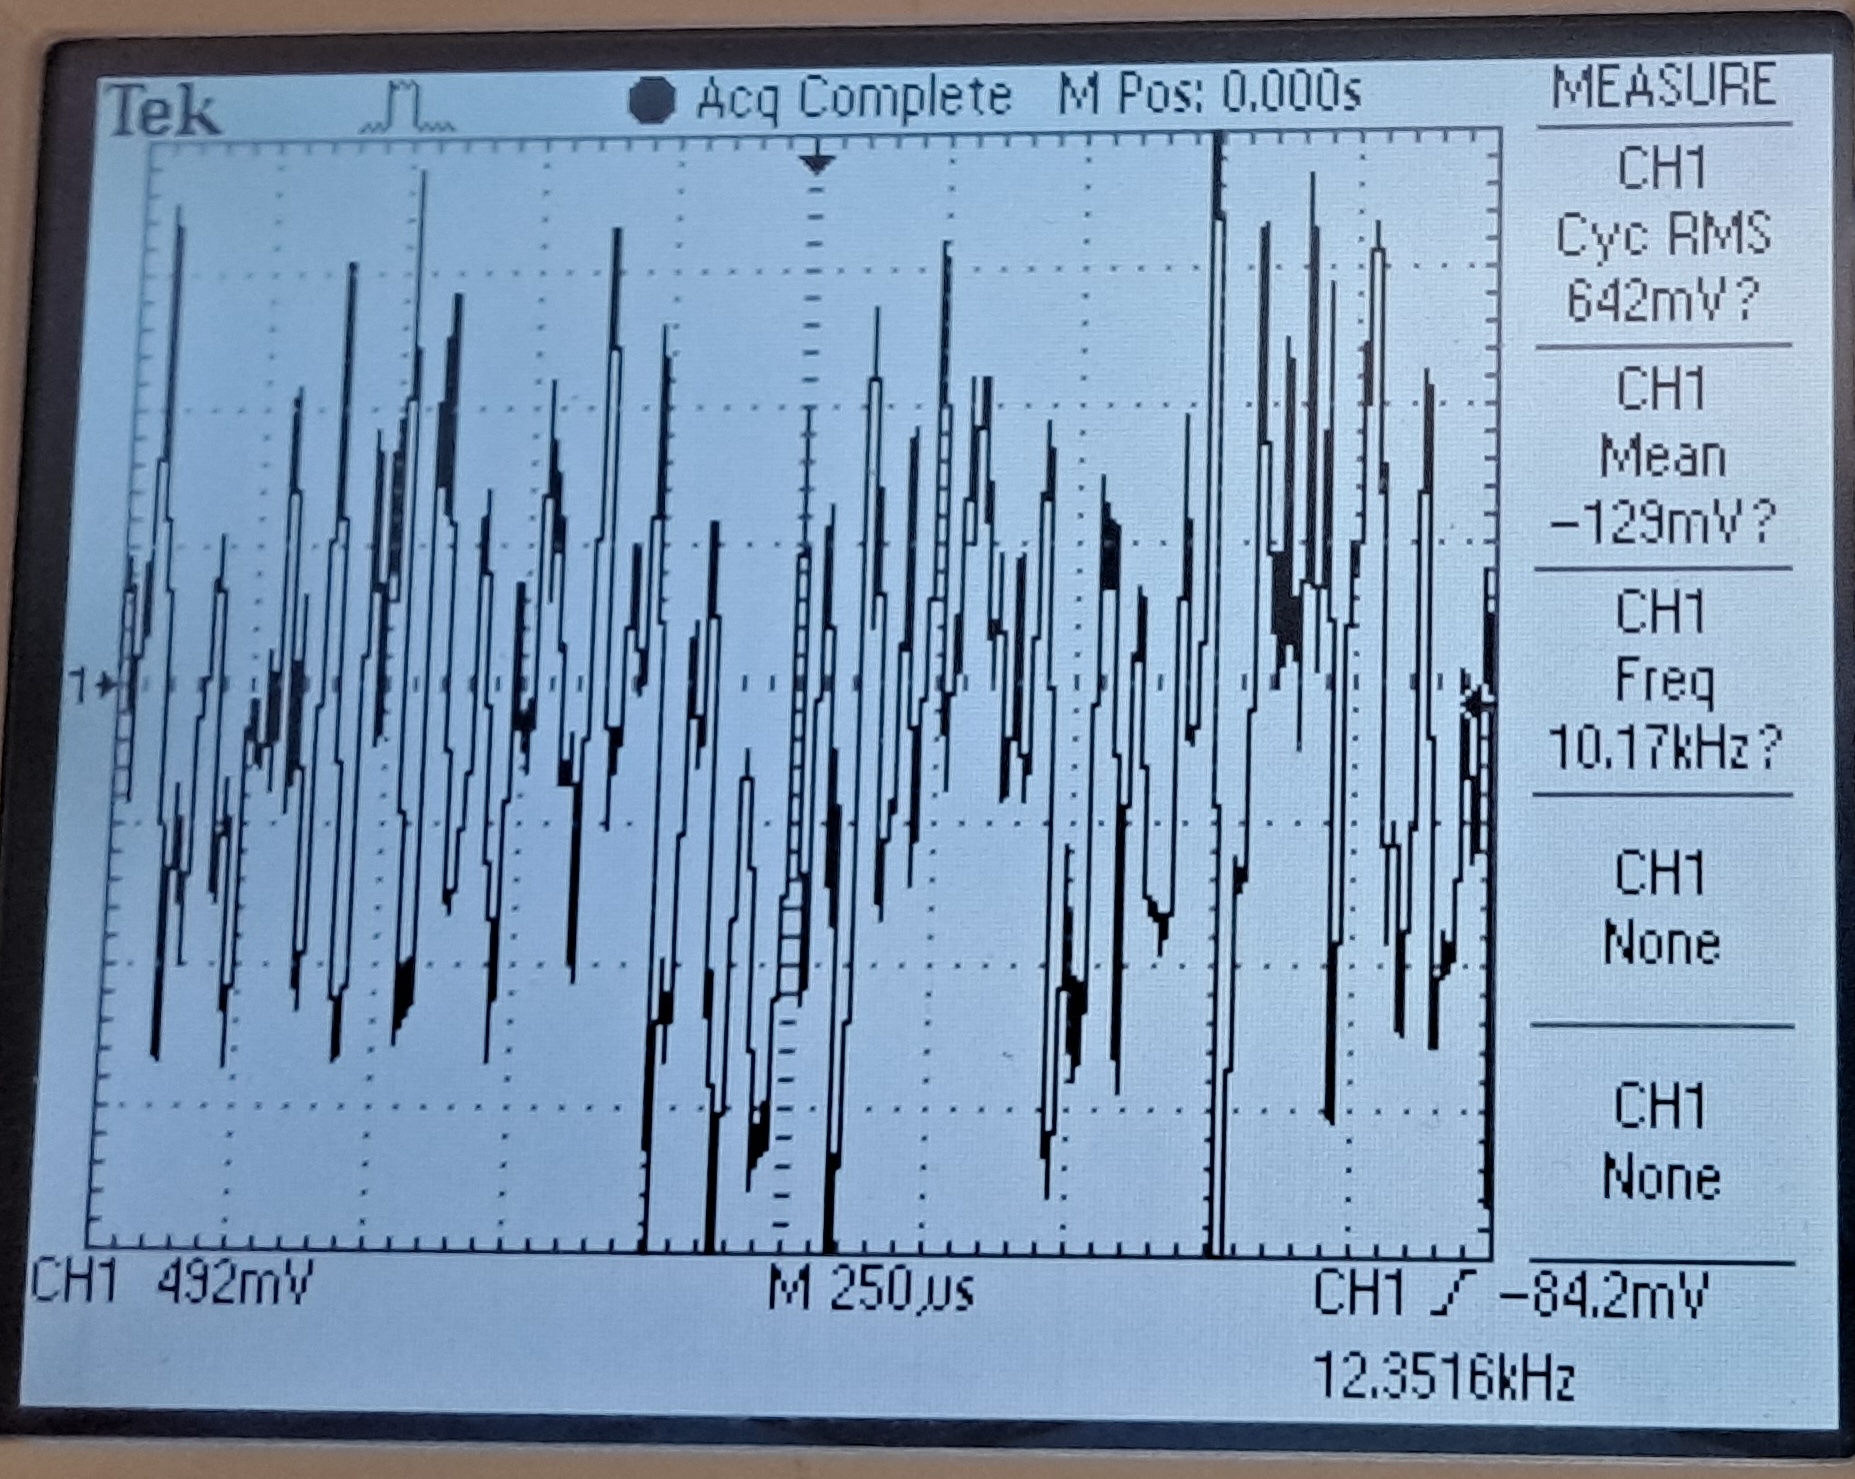 Tek Acq Complete M Pos: 0.000s MEASURE
CH1
Cyc RMS
642mV?
CH1
Mean
-129mV?
1
CH1
Freq
10.17kHz?
CH1
None
CH1
None
CH1 492mV M 250µs CH1 -84.2mV
12.3516kHz